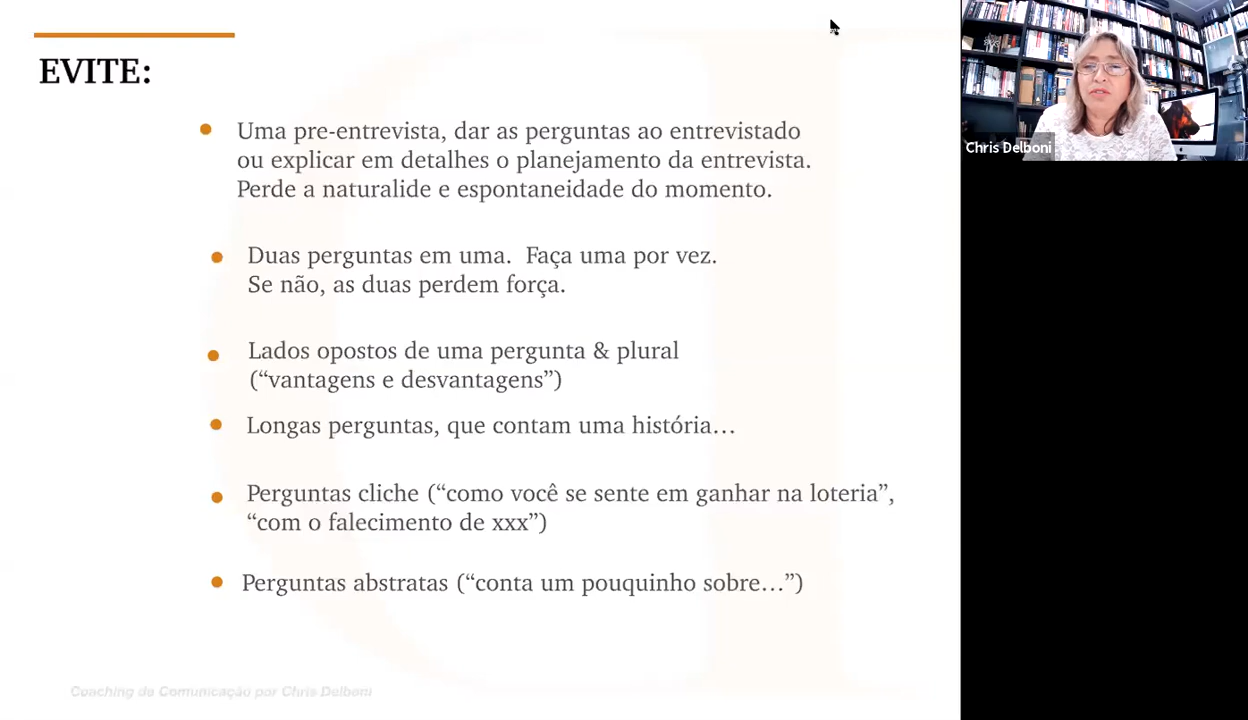 EVITE:
Uma pre-entrevista, dar as perguntas ao entrevistado
ou explicar em detalhes o planejamento da entrevista.
Perde a naturalide e espontaneidade do momento.
Duas perguntas em uma.  Faça uma por vez.
Se não, as duas perdem força.
Lados opostos de uma pergunta & plural
(“vantagens e desvantagens”)
Longas perguntas, que contam uma história…
Perguntas cliche (“como você se sente em ganhar na loteria”,
“com o falecimento de xxx”)
Perguntas abstratas (“conta um pouquinho sobre…”)
Coaching de Comunicação por Chris Delboni
Chris Delboni